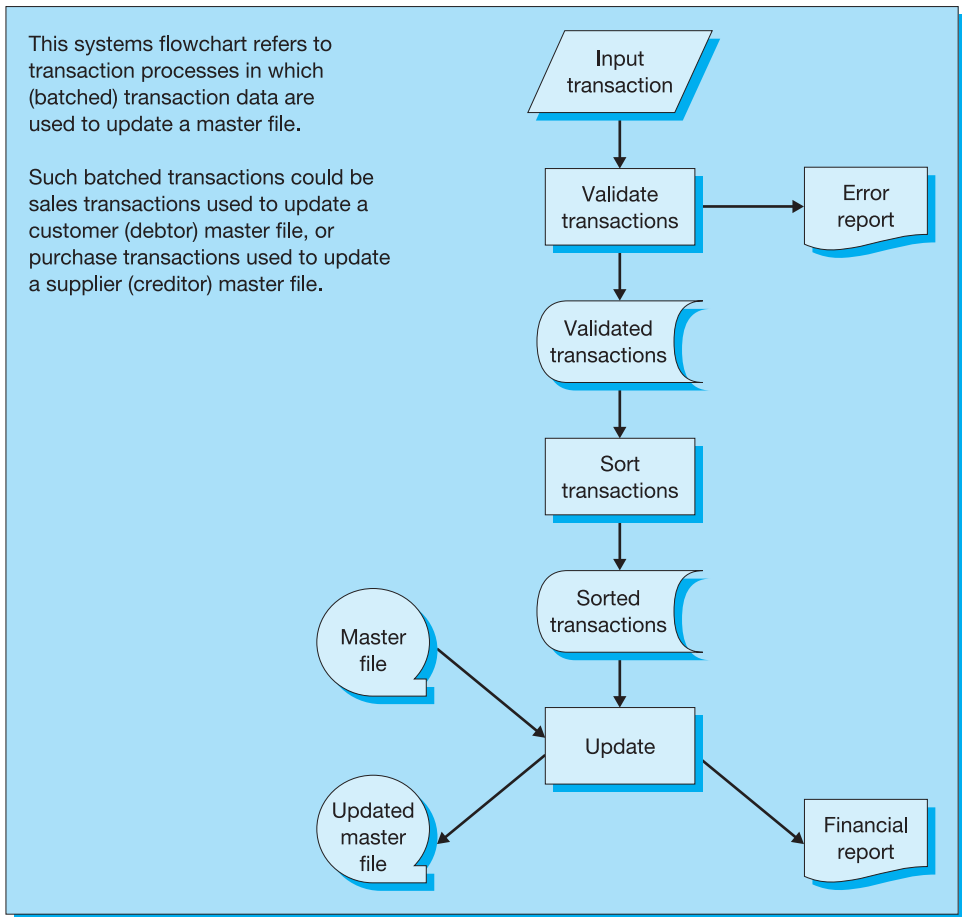 This systems flowchart refers to
transaction processes in which
(batched) transaction data are
used to update a master file.
Such batched transactions could be
sales transactions used to update a
customer (debtor) master file, or
purchase transactions used to update
a supplier (creditor) master file.
Input
transaction
Validate
transactions
Error
report
Validated
transactions
Sort
transactions
Sorted
transactions
Master
file
Update
Updated
master
file
Financial
report